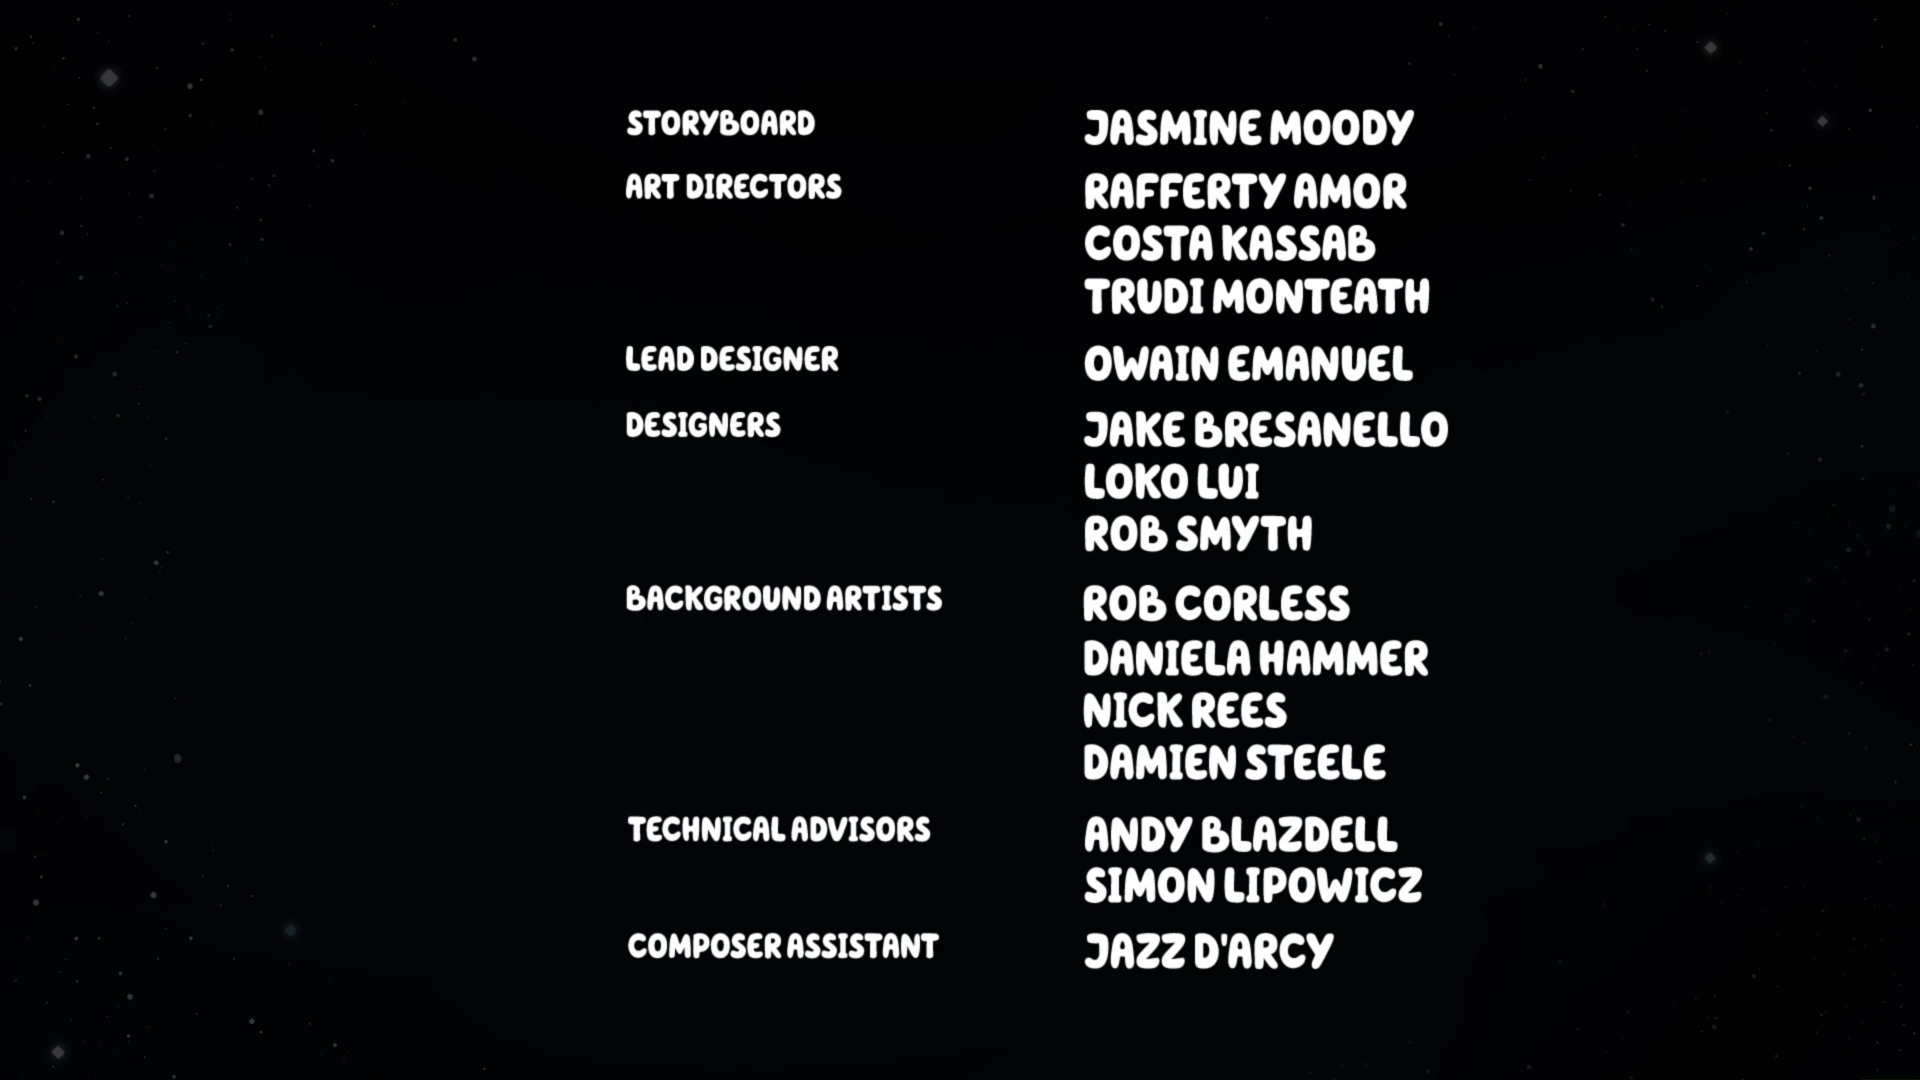 STORYBOARD JASMINE MOODY
ART DIRECTORS RAFFERTY AMOR
COSTA KASSAB
TRUDI MONTEATH
LEAD DESIGNER OWAIN EMANUEL
DESIGNERS JAKE BRESANELLO
LOKO LUI
ROB SMYTH
BACKGROUND ARTISTS ROB CORLESS
DANIELA HAMMER
NICK REES
DAMIEN STEELE
TECHNICAL ADVISORS ANDY BLAZDELL
SIMON LIPOWICZ
COMPOSER ASSISTANT JAZZ D'ARCY